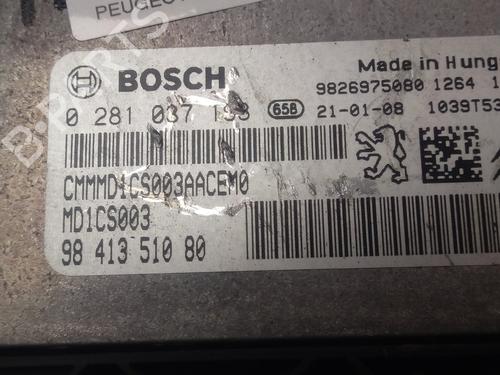 PEUGEOT
BOSCH
Made in Hung
9826975080 1264 1
0 281 037
65B
21-01-08 1039T53
CMMMD1CS003AACEM0
MD1CS003
98 413 510 80